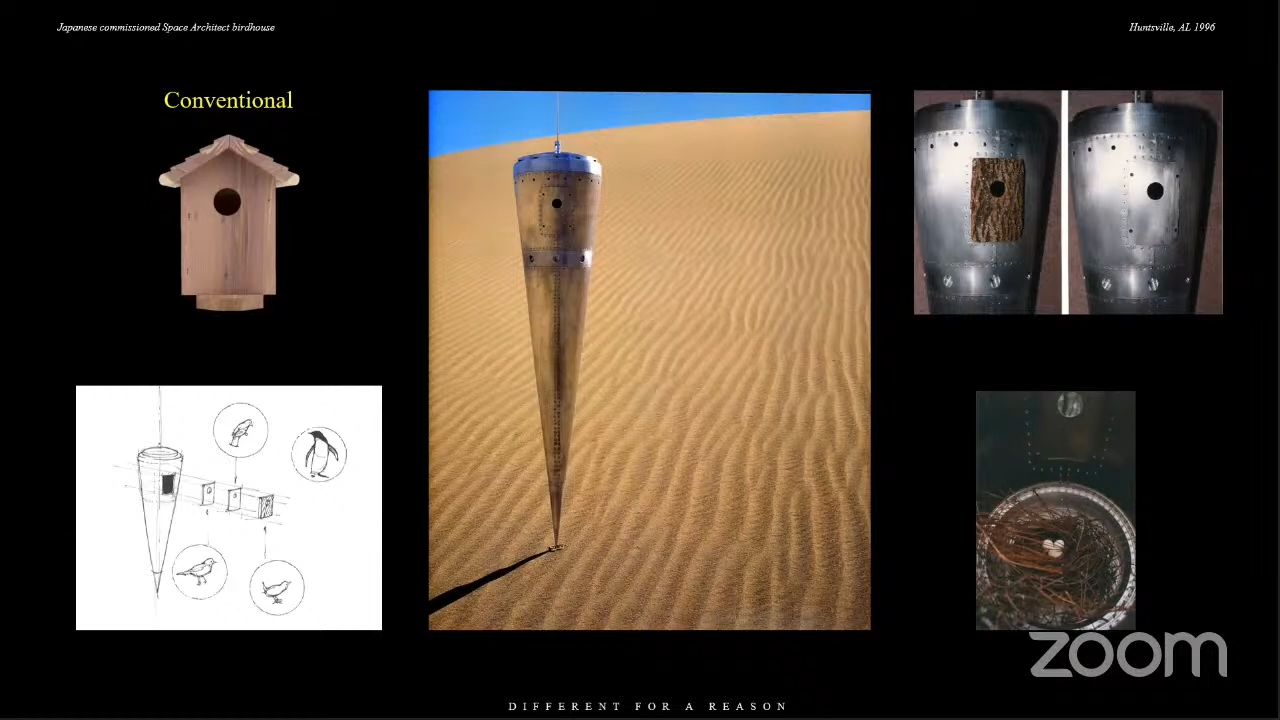 Japanese commissioned Space Architect birdhouse
Huntsville, AL 1996
Conventional
zoom
DIFFERENT FOR A REASON